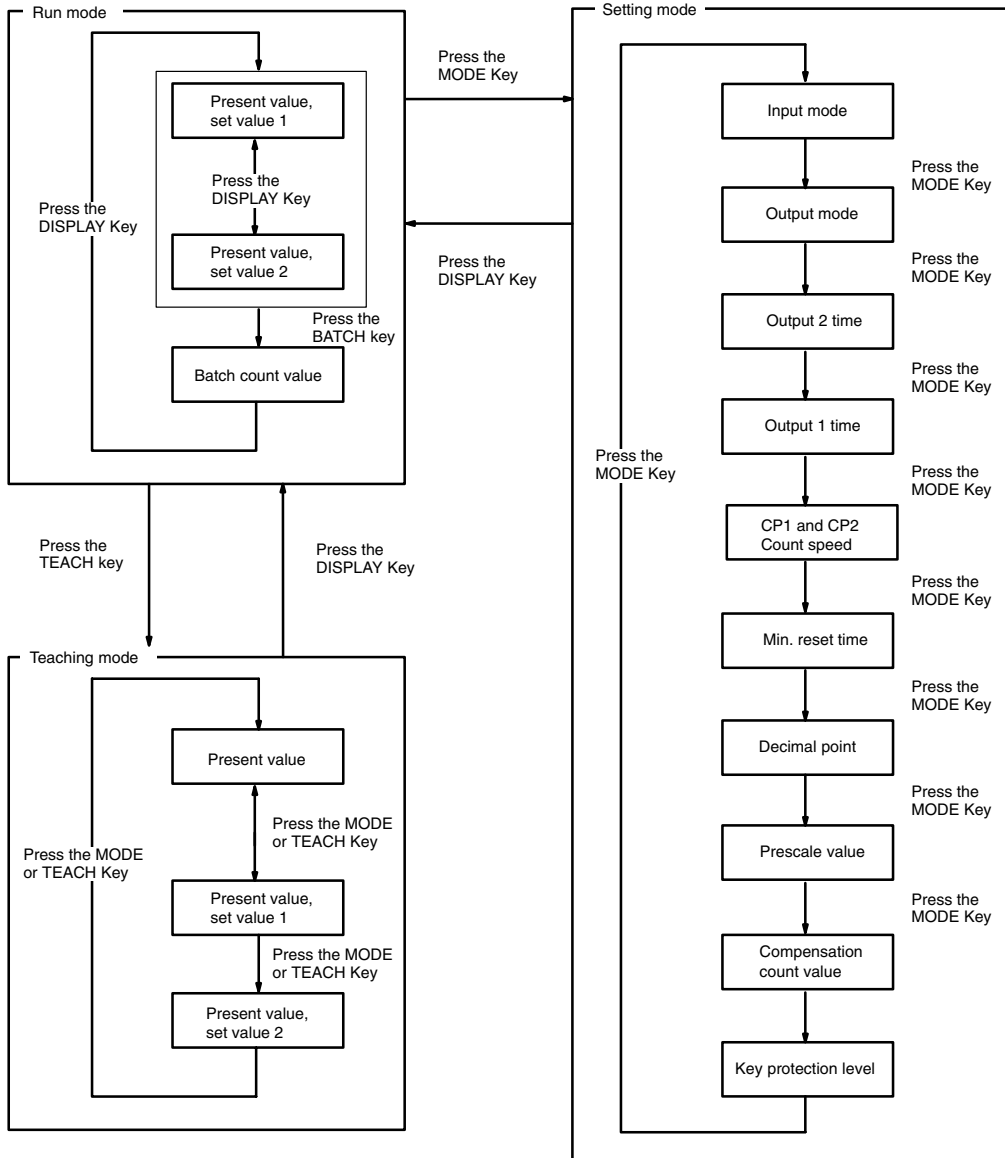 Run mode
Press the
MODE Key
Present value,
set value 1
Press the
DISPLAY Key
Press the
DISPLAY Key
Present value,
set value 2
Press the
DISPLAY Key
Press the
BATCH key
Batch count value
Press the
TEACH key
Press the
DISPLAY Key
Teaching mode
Present value
Press the MODE
or TEACH Key
Press the MODE
or TEACH Key
Present value,
set value 1
Press the MODE
or TEACH Key
Present value,
set value 2
Setting mode
Input mode
Press the
MODE Key
Output mode
Press the
MODE Key
Output 2 time
Press the
MODE Key
Output 1 time
Press the
MODE Key
Press the
MODE Key
CP1 and CP2
Count speed
Press the
MODE Key
Min. reset time
Press the
MODE Key
Decimal point
Press the
MODE Key
Prescale value
Press the
MODE Key
Compensation
count value
Key protection level